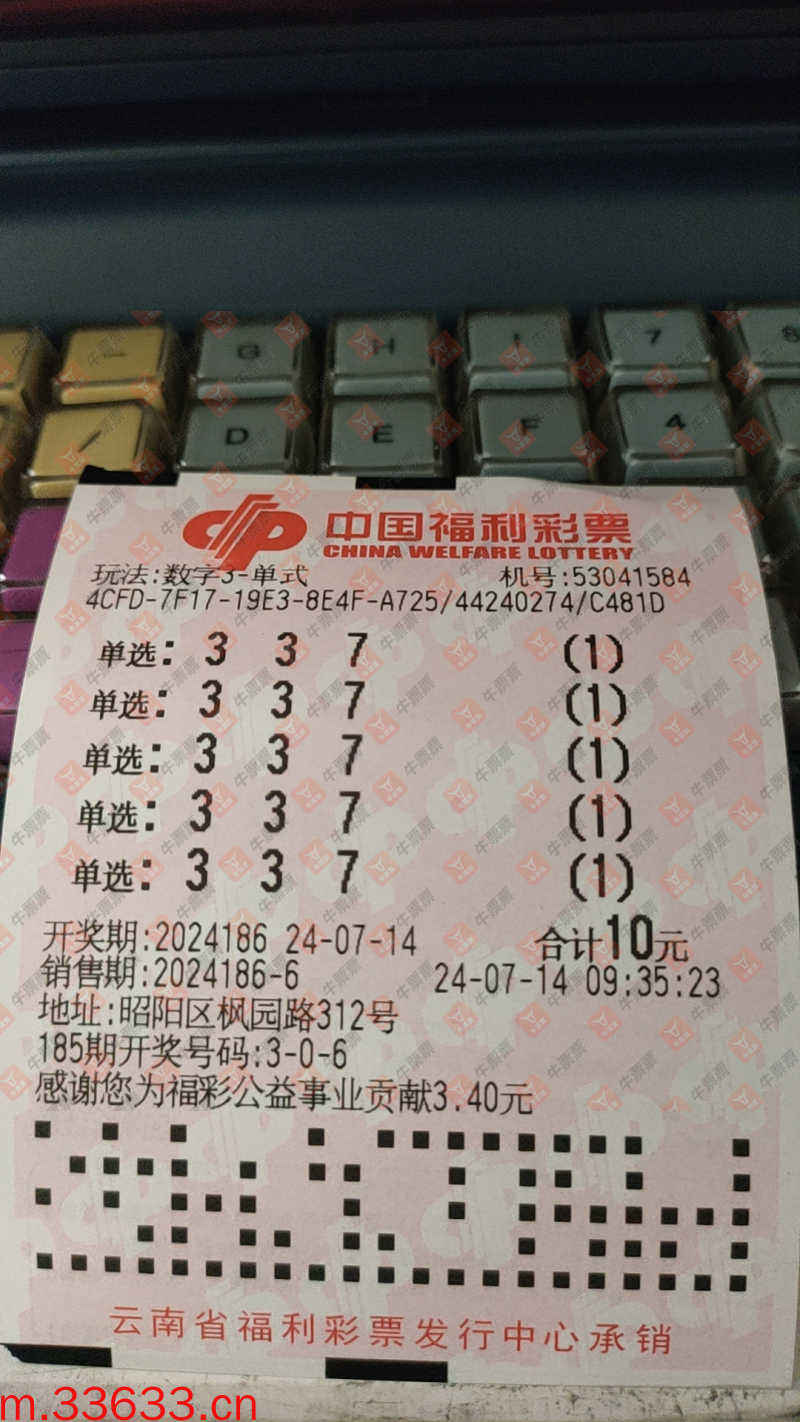 G H I 7 8
D E F 4
中国福利彩票
CHINA WELFARE LOTTERY
玩法:数字3-单式 机号:53041584
4CFD-7F17-19E3-8E4F-A725/44240274/C481D
单选: 3 3 7 (1)
单选: 3 3 7 (1)
单选: 3 3 7 (1)
单选: 3 3 7 (1)
单选: 3 3 7 (1)
开奖期:2024186 24-07-14 合计10元
销售期:2024186-6 24-07-14 09:35:23
地址:昭阳区枫园路312号
185期开奖号码:3-0-6
感谢您为福彩公益事业贡献3.40元
云南省福利彩票发行中心承销
m.33633.cn
牛票票